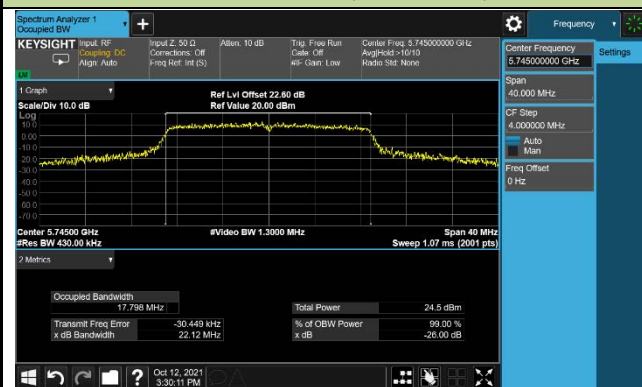 Spectrum Analyzer 1
Occupied BW
KEYSIGHT
Input: RF
Coupling: DC
Align: Auto
Input Z: 50 Ω
Corrections: Off
Freq Ref: Int (S)
Atten: 10 dB
Trig: Free Run
Gate: Off
#IF Gain: Low
Center Freq: 5.745000000 GHz
Avg|Hold:>10/10
Radio Std: None
LM
1 Graph
Scale/Div 10.0 dB
Ref Lvl Offset 22.60 dB
Ref Value 20.00 dBm
Log
10.0
0.00
-10.0
-20.0
-30.0
-40.0
-50.0
-60.0
-70.0
Center 5.74500 GHz
#Res BW 430.00 kHz
#Video BW 1.3000 MHz
Span 40 MHz
Sweep 1.07 ms (2001 pts)
2 Metrics
Occupied Bandwidth
17.798 MHz
Total Power 24.5 dBm
Transmit Freq Error -30.449 kHz
% of OBW Power 99.00 %
x dB Bandwidth 22.12 MHz
x dB -26.00 dB
Oct 12, 2021
3:30:11 PM
Frequency
Settings
Center Frequency
5.745000000 GHz
Span
40.000 MHz
CF Step
4.000000 MHz
Auto
Man
Freq Offset
0 Hz